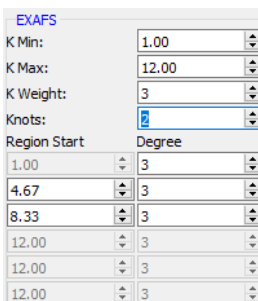 EXAFS
K Min: 1.00
K Max: 12.00
K Weight: 3
Knots: 2
Region Start Degree
1.00 3
4.67 3
8.33 3
12.00 3
12.00 3
12.00 3